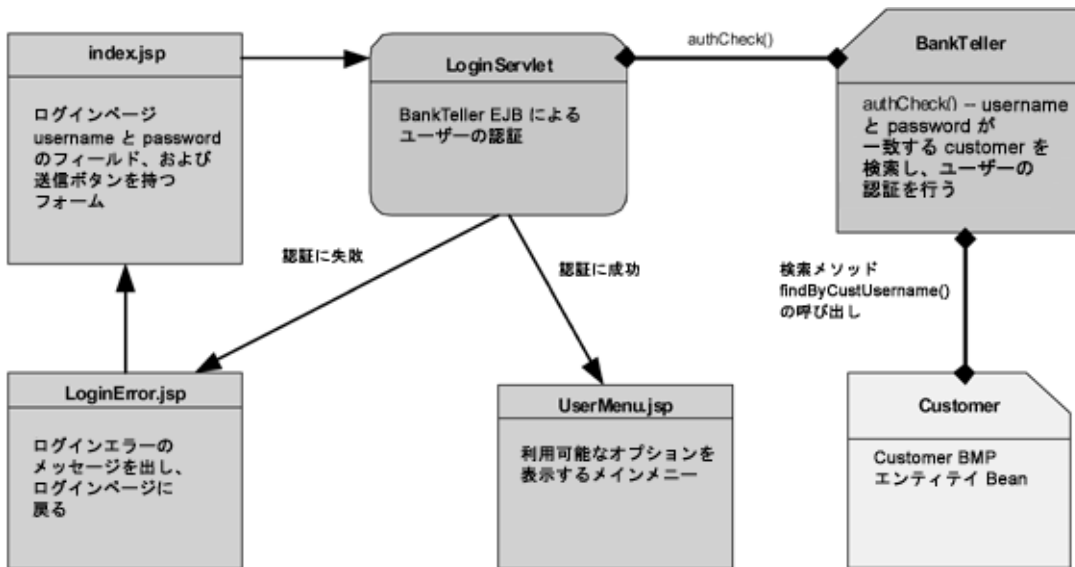 index.jsp
ログインページ
username と password
のフィールド、および
送信ボタンを持つ
フォーム
LoginServlet
BankTeller EJB による
ユーザーの認証
authCheck()
BankTeller
authCheck() -- username
と password が
一致する customer を
検索し、ユーザーの
認証を行う
認証に失敗
認証に成功
検索メソッド
findByCustUsername()
の呼び出し
LoginError.jsp
ログインエラーの
メッセージを出し、
ログインページに
戻る
UserMenu.jsp
利用可能なオプションを
表示するメインメニー
Customer
Customer BMP
エンティテイ Bean